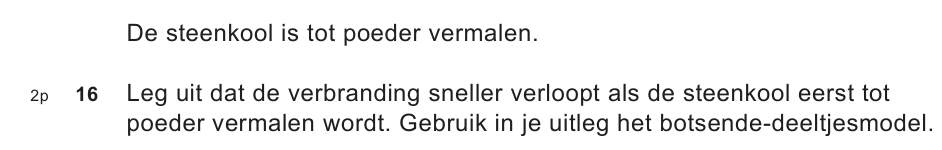 De steenkool is tot poeder vermalen.
2p 16 Leg uit dat de verbranding sneller verloopt als de steenkool eerst tot
poeder vermalen wordt. Gebruik in je uitleg het botsende-deeltjesmodel.